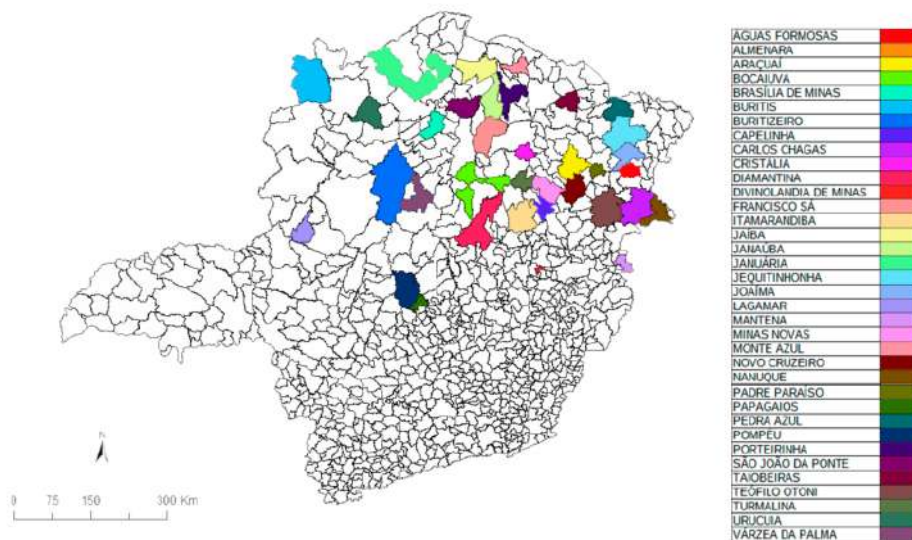 ÁGUAS FORMOSAS
ALMENARA
ARAÇUAÍ
BOCAIUVA
BRASÍLIA DE MINAS
BURITIS
BURITIZEIRO
CAPELINHA
CARLOS CHAGAS
CRISTÁLIA
DIAMANTINA
DIVINOLANDIA DE MINAS
FRANCISCO SÁ
ITAMARANDIBA
JAÍBA
JANAÚBA
JANUÁRIA
JEQUITINHONHA
JOAÍMA
LAGAMAR
MANTENA
MINAS NOVAS
MONTE AZUL
NOVO CRUZEIRO
NANUQUE
PADRE PARAÍSO
PAPAGAIOS
PEDRA AZUL
POMPÉU
PORTEIRINHA
SÃO JOÃO DA PONTE
TAIOBEIRAS
TEÓFILO OTONI
TURMALINA
URUCUIA
VÁRZEA DA PALMA
N
0 75 150 300 Km